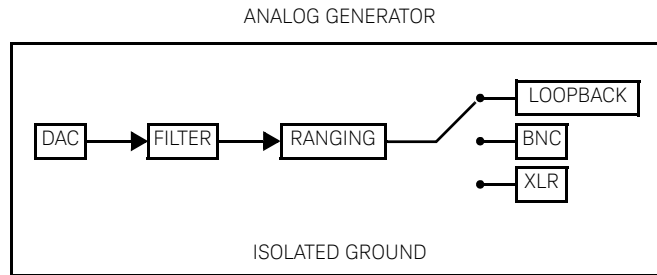 ANALOG GENERATOR
LOOPBACK
DAC
FILTER
RANGING
BNC
XLR
ISOLATED GROUND